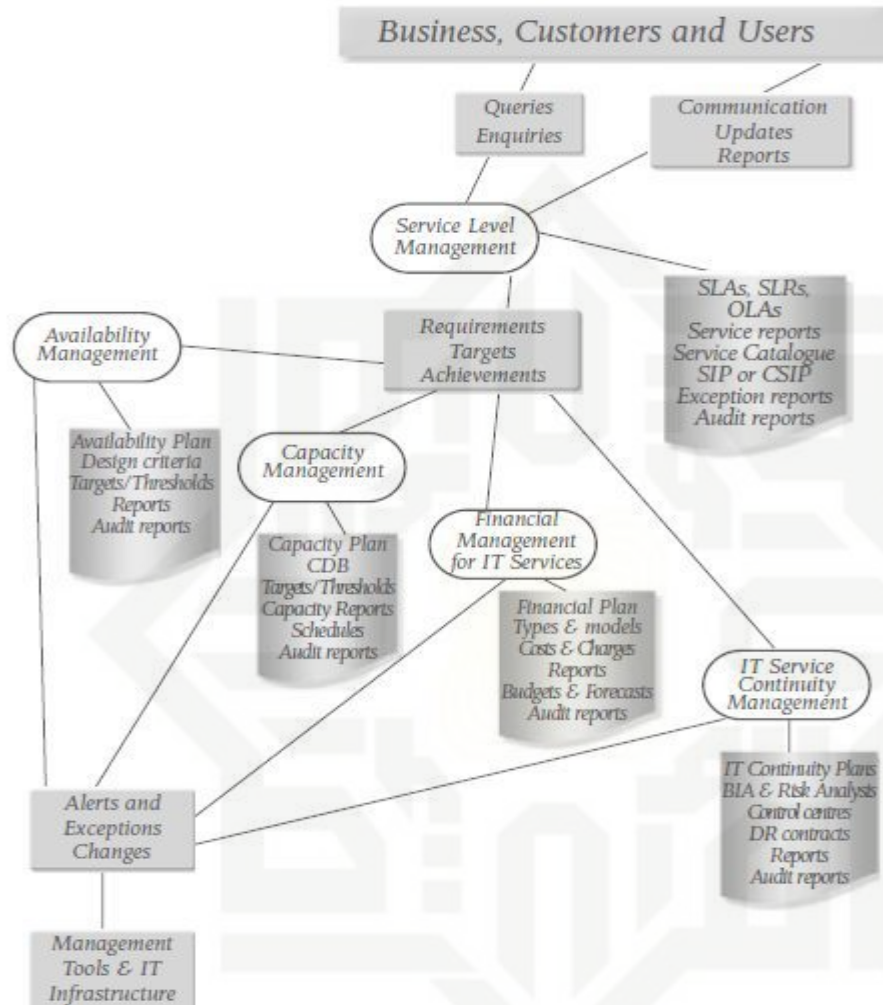 Business, Customers and Users
Queries
Enquiries
Communication
Updates
Reports
Service Level
Management
SLAs, SLRs,
OLAs
Service reports
Service Catalogue
SIP or CSIP
Exception reports
Audit reports
Requirements
Targets
Achievements
Availability
Management
Availability Plan
Design criteria
Targets/Thresholds
Reports
Audit reports
Capacity
Management
Capacity Plan
CDB
Targets/Thresholds
Capacity Reports
Schedules
Audit reports
Financial
Management
for IT Services
Financial Plan
Types & models
Costs & Charges
Reports
Budgets & Forecasts
Audit reports
IT Service
Continuity
Management
IT Continuity Plans
BIA & Risk Analysis
Control centres
DR contracts
Reports
Audit reports
Alerts and
Exceptions
Changes
Management
Tools & IT
Infrastructure